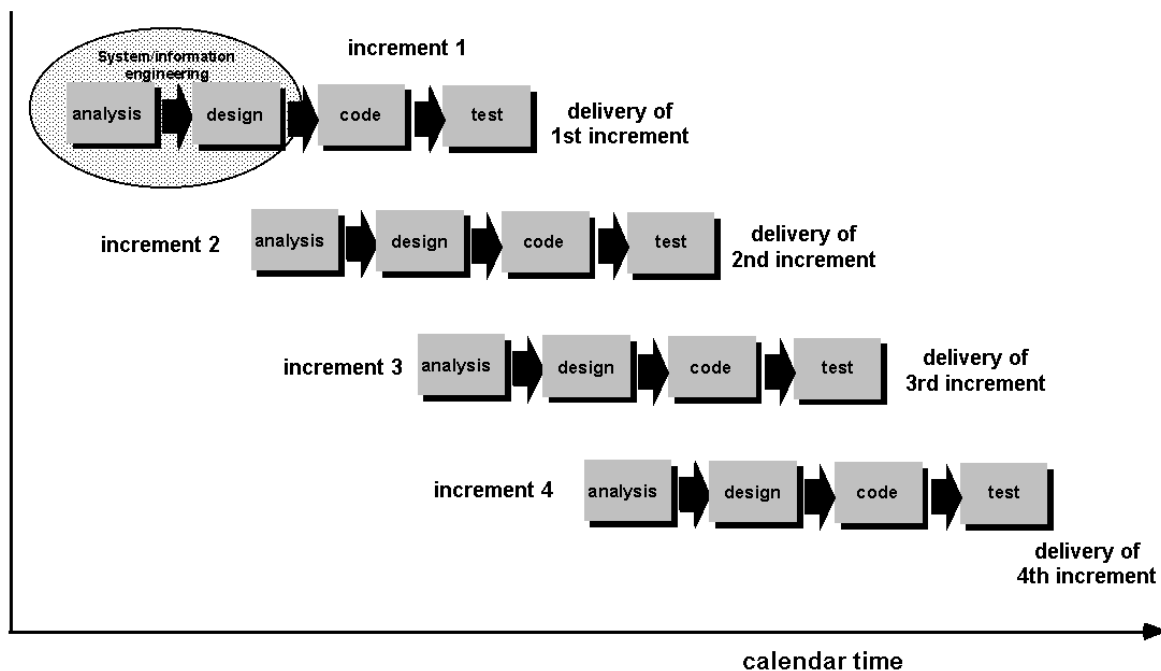 increment 1
System/information
engineering
analysis
design
code
test
delivery of
1st increment
increment 2
analysis
design
code
test
delivery of
2nd increment
increment 3
analysis
design
code
test
delivery of
3rd increment
increment 4
analysis
design
code
test
delivery of
4th increment
calendar time